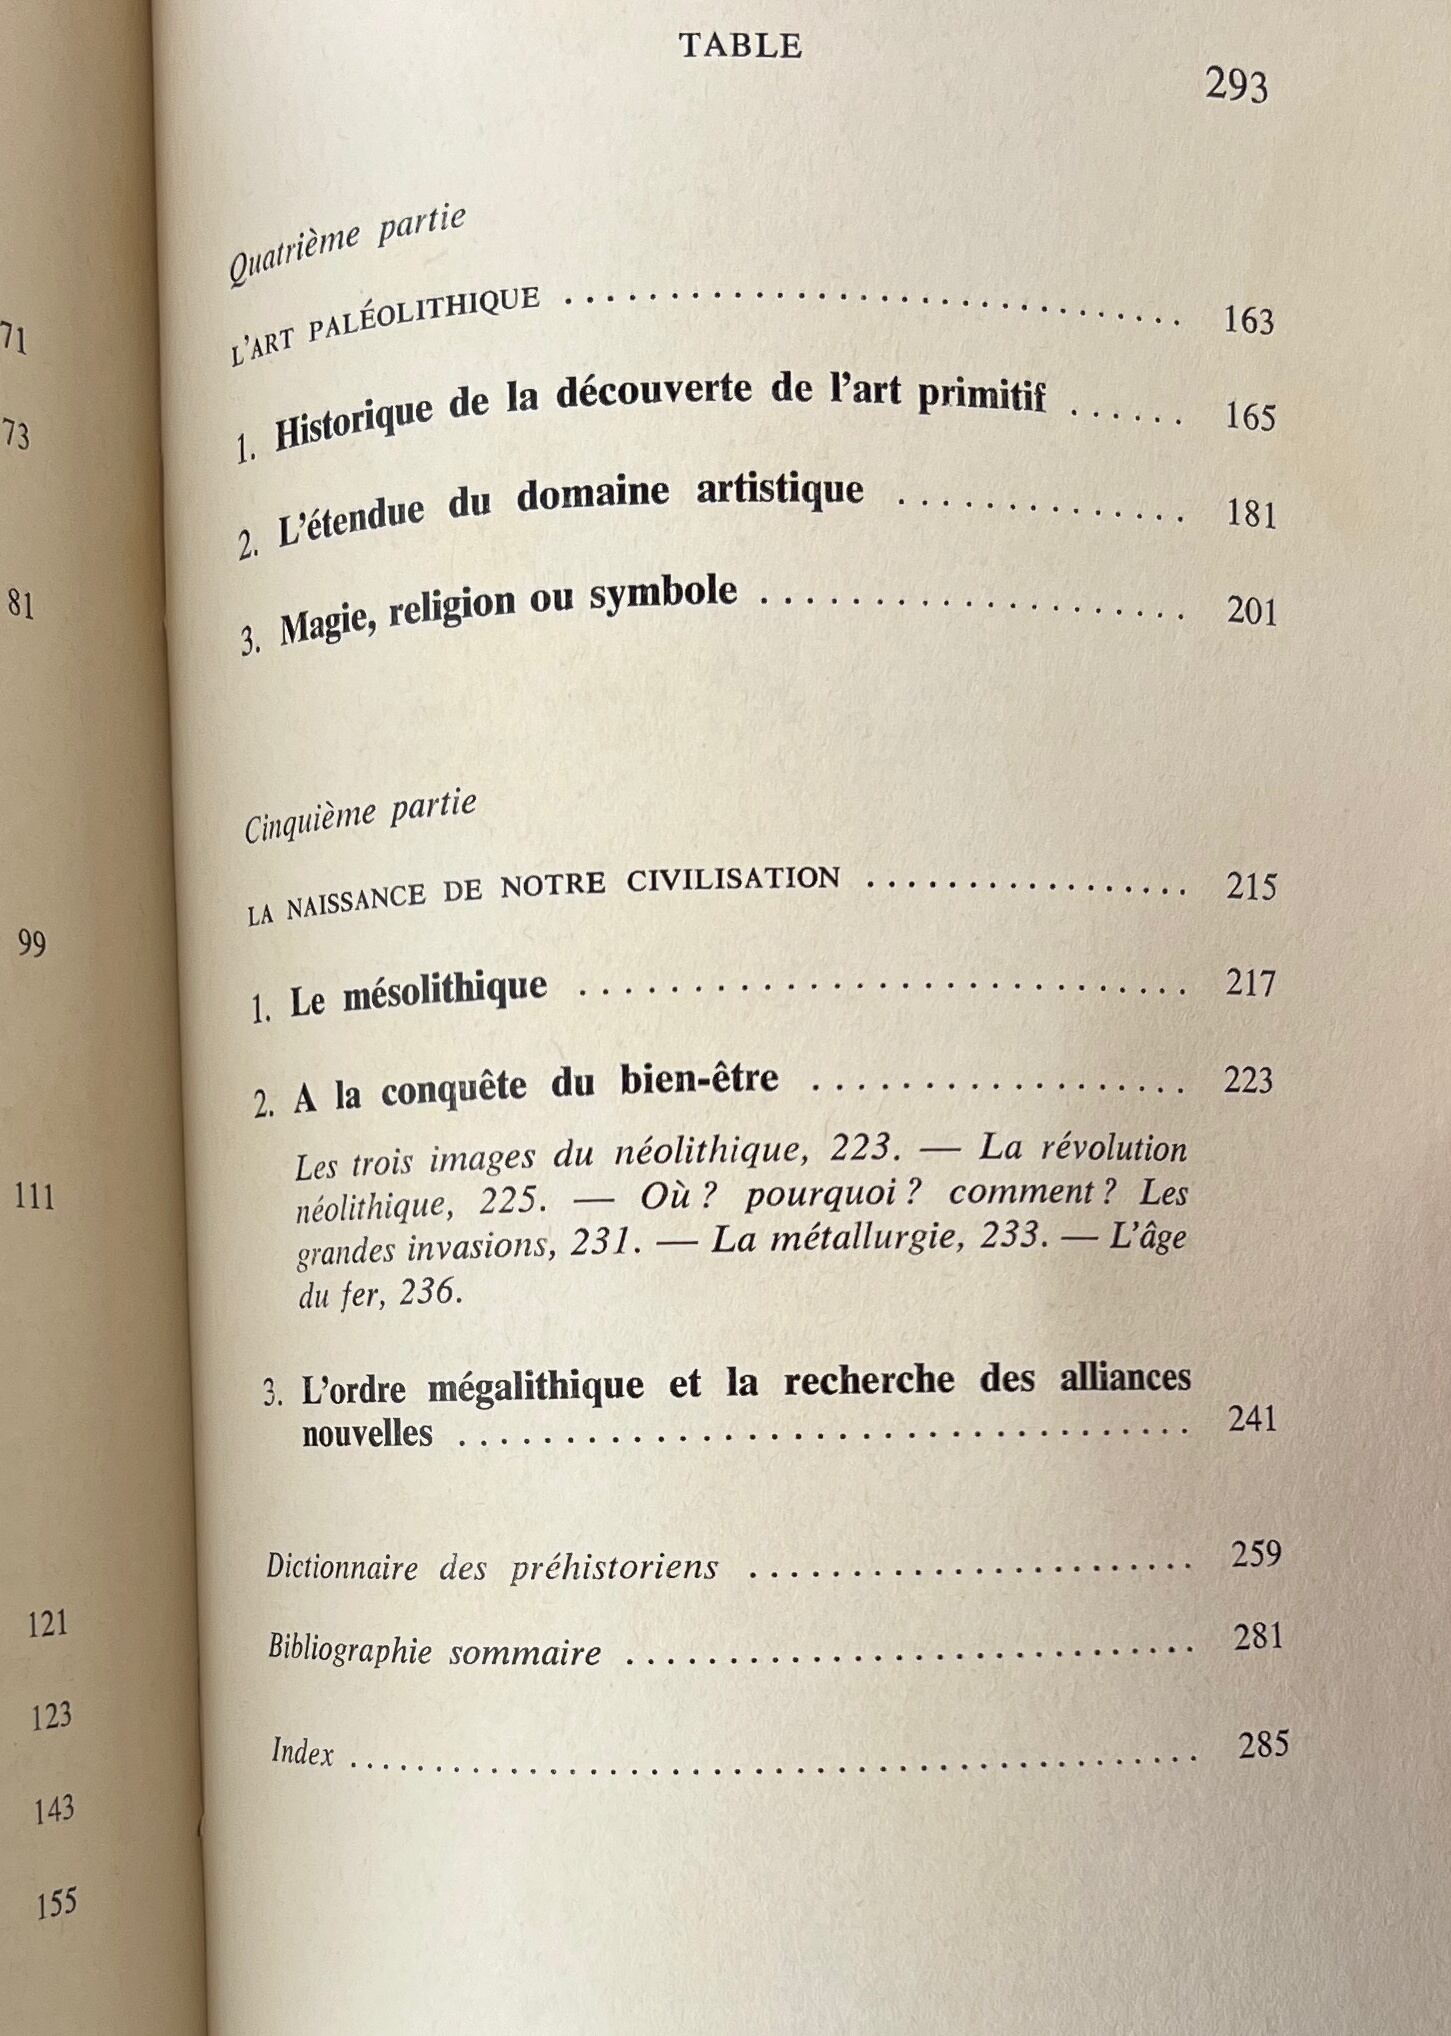 71
73
81
99
111
121
123
143
155
TABLE
293
Quatrième partie
L'ART PALÉOLITHIQUE . . . . . . . . . . . . . . . . . . . . . . . . 163
1. Historique de la découverte de l'art primitif . . . . . . 165
2. L'étendue du domaine artistique . . . . . . . . . . . . . 181
3. Magie, religion ou symbole . . . . . . . . . . . . . . . . . . . 201
Cinquième partie
LA NAISSANCE DE NOTRE CIVILISATION . . . . . . . . . . . . . . . 215
1. Le mésolithique . . . . . . . . . . . . . . . . . . . . . . . . . . 217
2. A la conquête du bien-être . . . . . . . . . . . . . . . . . 223
Les trois images du néolithique, 223. — La révolution
néolithique, 225. — Où ? pourquoi ? comment ? Les
grandes invasions, 231. — La métallurgie, 233. — L'âge
du fer, 236.
3. L'ordre mégalithique et la recherche des alliances
nouvelles . . . . . . . . . . . . . . . . . . . . . . . . . . . . . . . . . 241
Dictionnaire des préhistoriens . . . . . . . . . . . . . . . . . . . . . . 259
Bibliographie sommaire . . . . . . . . . . . . . . . . . . . . . . . . . . . . 281
Index . . . . . . . . . . . . . . . . . . . . . . . . . . . . . . . . . . . . . . . . 285